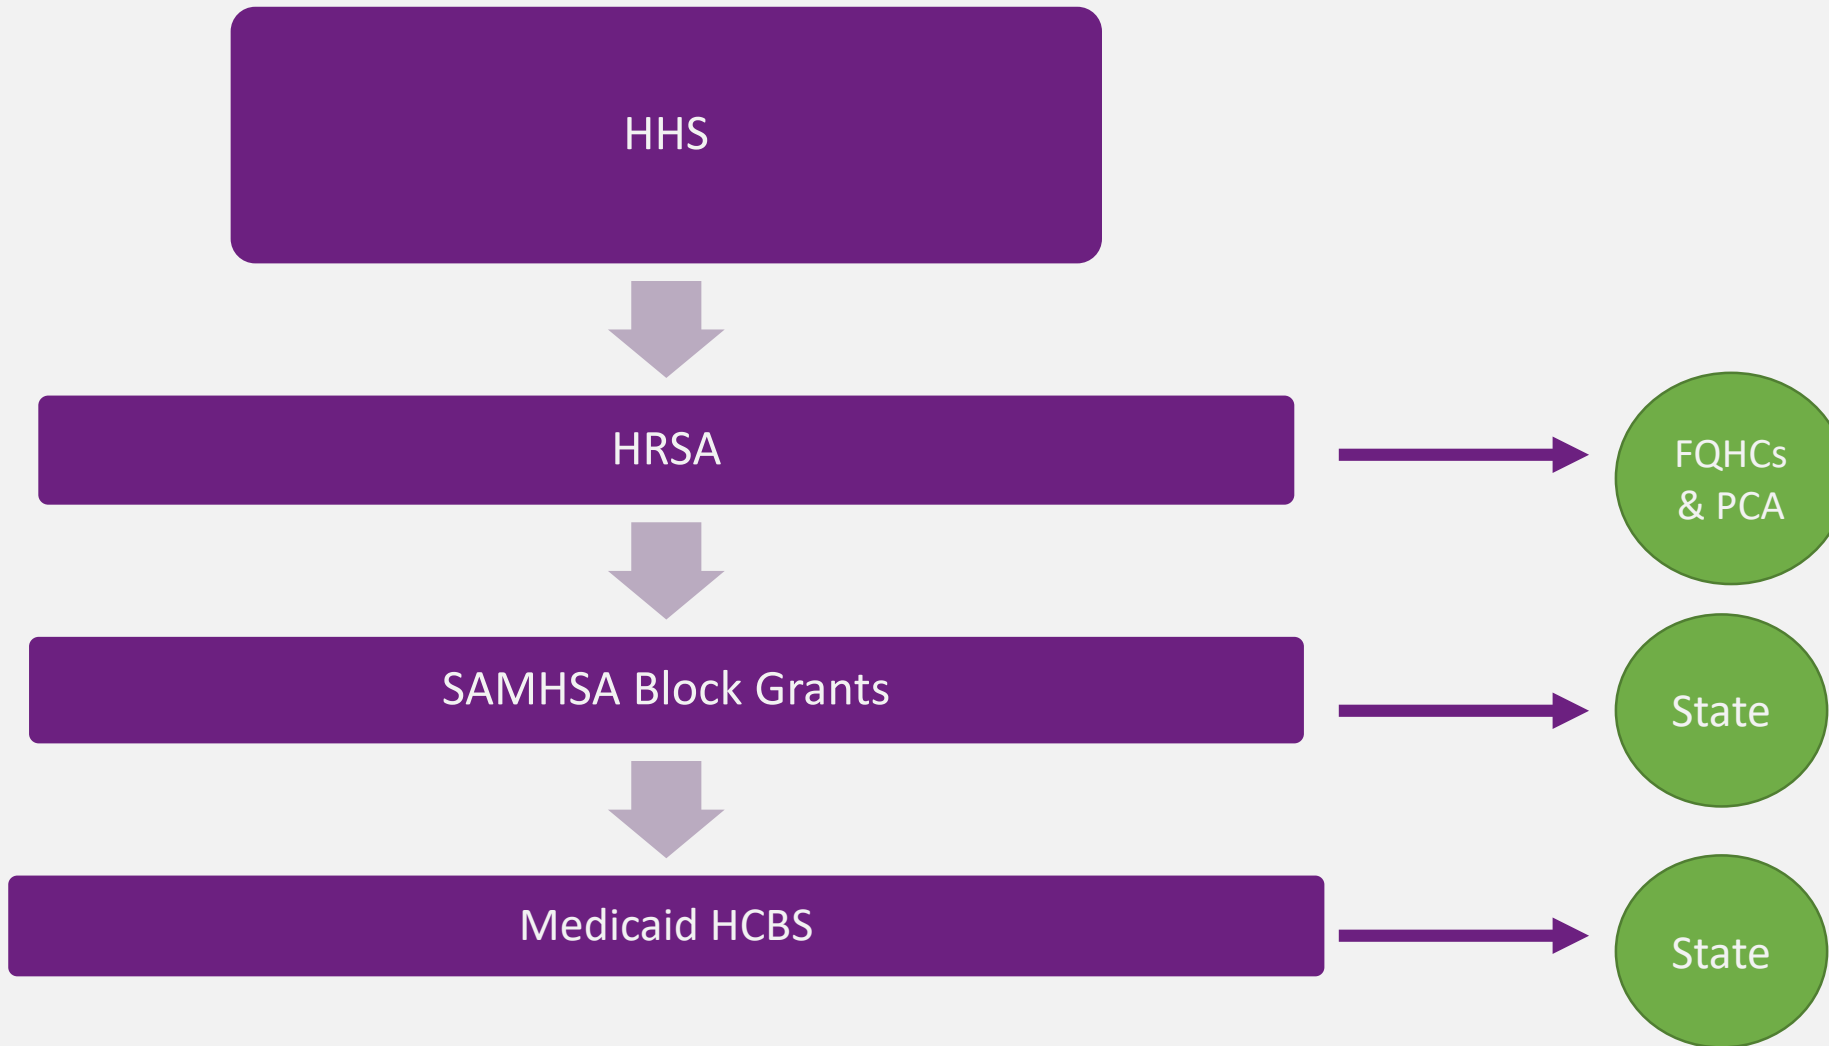 HHS
HRSA
FQHCs
& PCA
SAMHSA Block Grants
State
Medicaid HCBS
State